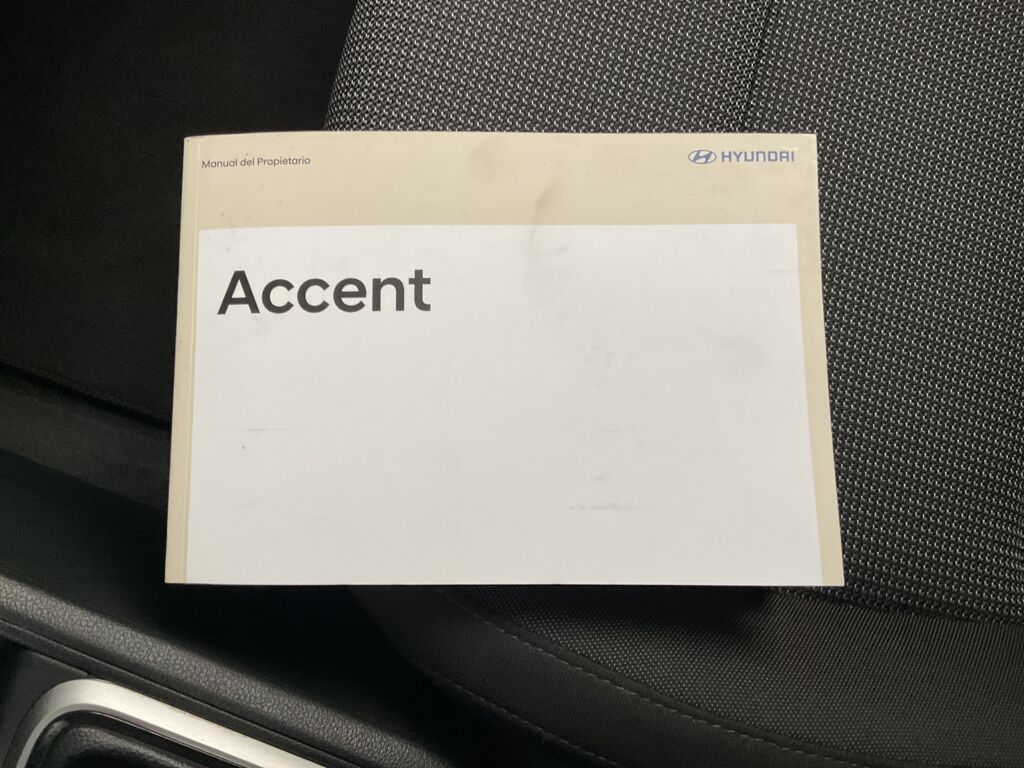 Manual del Propietario
HYUNDAI
Accent